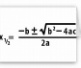 x½ = -b ± √b² - 4ac
2a